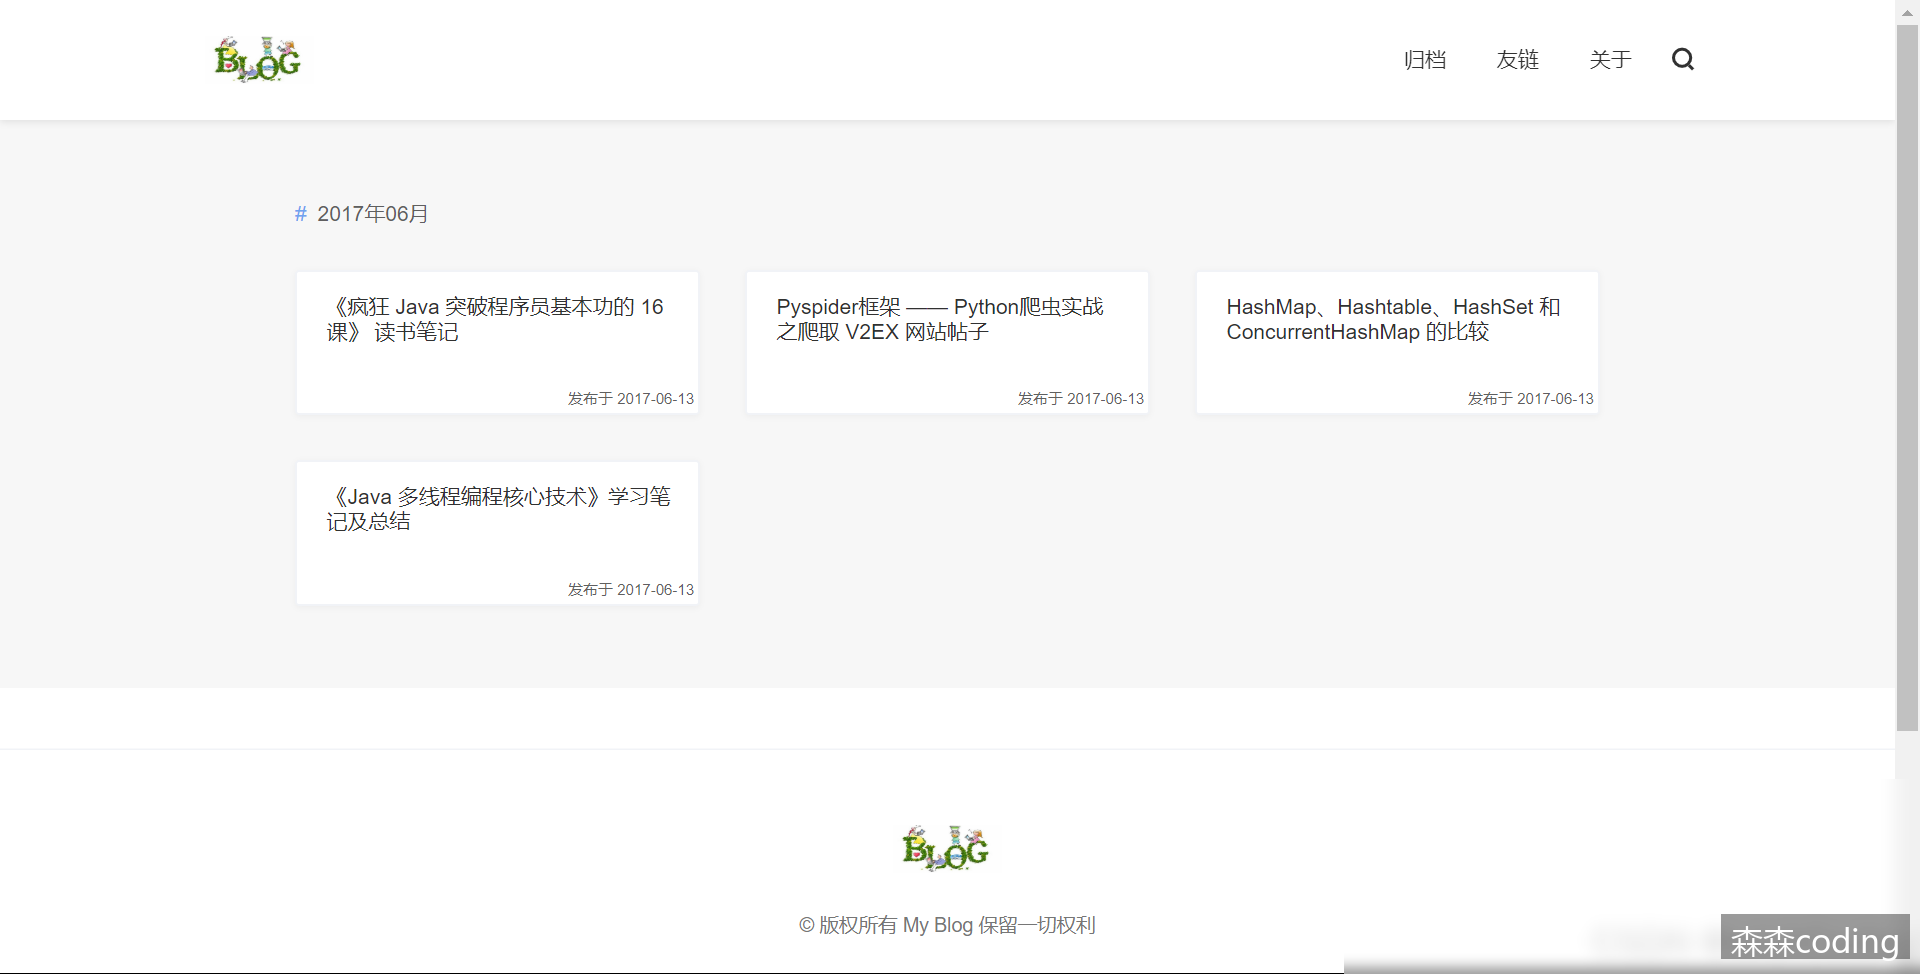 BLOG
归档 友链 关于
# 2017年06月
《疯狂 Java 突破程序员基本功的 16
课》 读书笔记
发布于 2017-06-13
Pyspider框架 —— Python爬虫实战
之爬取 V2EX 网站帖子
发布于 2017-06-13
HashMap、Hashtable、HashSet 和
ConcurrentHashMap 的比较
发布于 2017-06-13
《Java 多线程编程核心技术》学习笔
记及总结
发布于 2017-06-13
BLOG
© 版权所有 My Blog 保留一切权利
森森coding